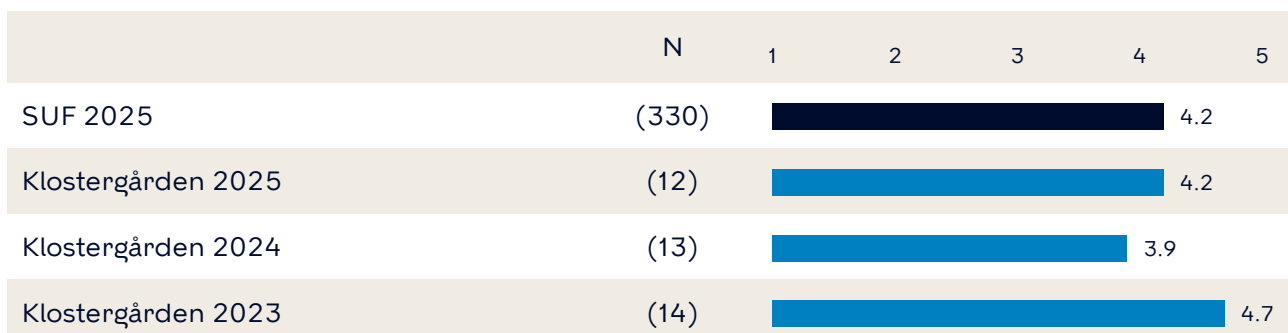 N 1 2 3 4 5
SUF 2025 (330) 4.2
Klostergården 2025 (12) 4.2
Klostergården 2024 (13) 3.9
Klostergården 2023 (14) 4.7